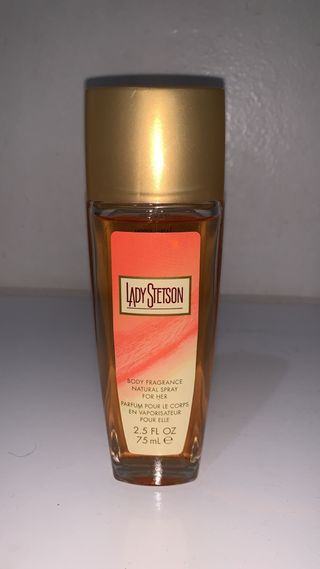 LADY STETSON
BODY FRAGRANCE
NATURAL SPRAY
FOR HER
PARFUM POUR LE CORPS
EN VAPORISATEUR
POUR ELLE
2.5 FL OZ
75 mL ℮